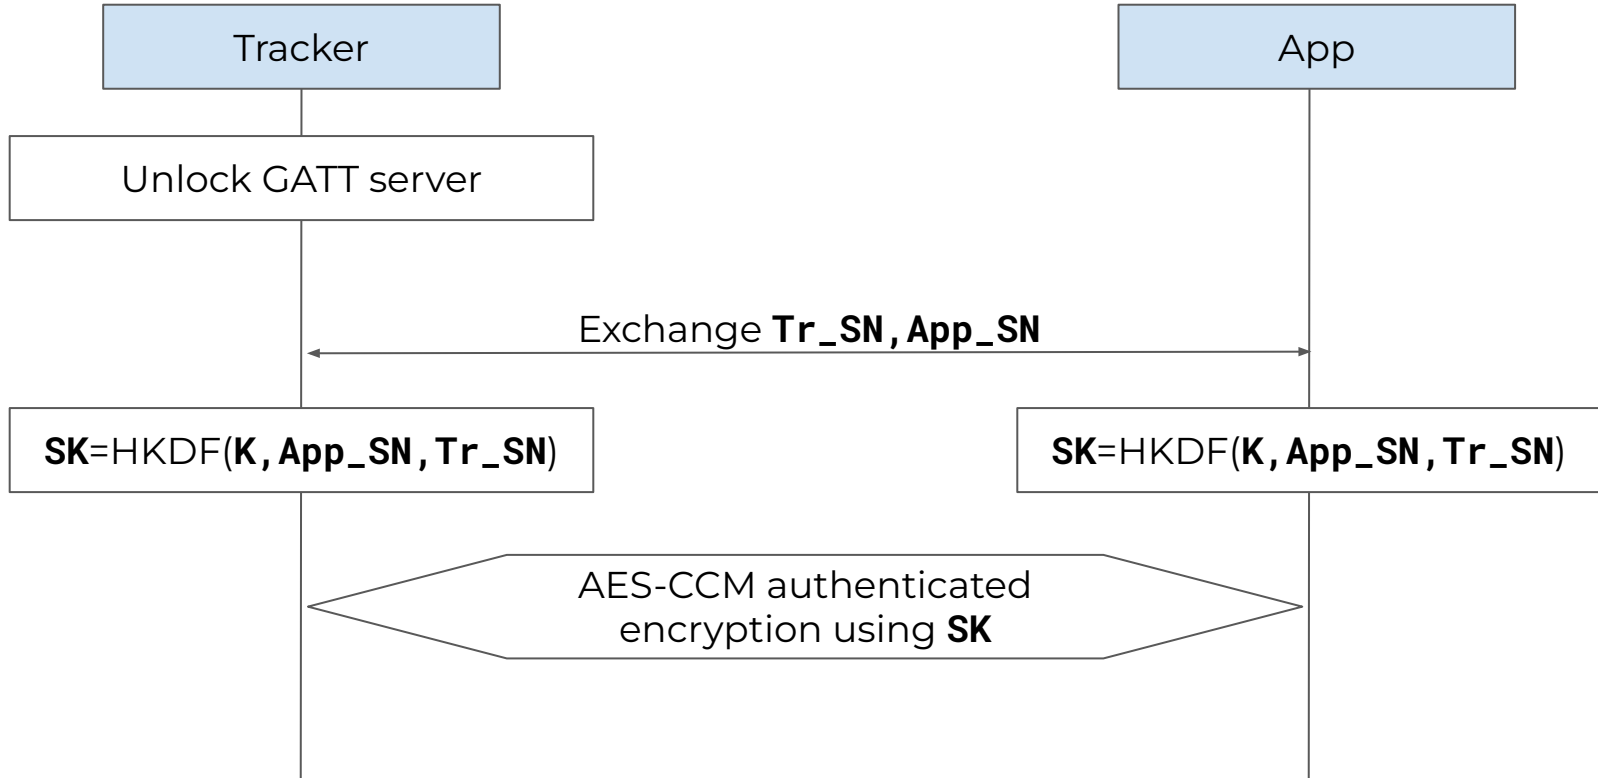 Tracker
App
Unlock GATT server
Exchange Tr_SN,App_SN
SK=HKDF(K,App_SN,Tr_SN)
SK=HKDF(K,App_SN,Tr_SN)
AES-CCM authenticated
encryption using SK